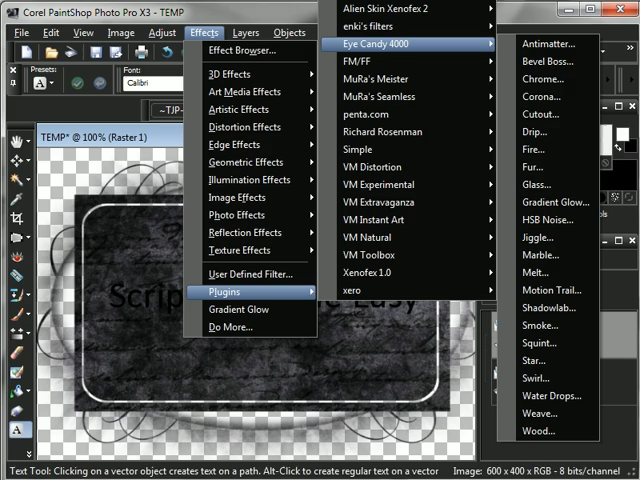 Corel PaintShop Photo Pro X3 - TEMP
File Edit View Image Adjust Effects Layers Objects
Presets: Font:
A Calibri
~TJP-
TEMP* @ 100% (Raster 1)
Effect Browser...
3D Effects
Art Media Effects
Artistic Effects
Distortion Effects
Edge Effects
Geometric Effects
Illumination Effects
Image Effects
Photo Effects
Reflection Effects
Texture Effects
User Defined Filter...
Plugins
Gradient Glow
Do More...
Alien Skin Xenofex 2
enki's filters
Eye Candy 4000
FM/FF
MuRa's Meister
MuRa's Seamless
penta.com
Richard Rosenman
Simple
VM Distortion
VM Experimental
VM Extravaganza
VM Instant Art
VM Natural
VM Toolbox
Xenofex 1.0
xero
Antimatter...
Bevel Boss...
Chrome...
Corona...
Cutout...
Drip...
Fire...
Fur...
Glass...
Gradient Glow...
HSB Noise...
Jiggle...
Marble...
Melt...
Motion Trail...
Shadowlab...
Smoke...
Squint...
Star...
Swirl...
Water Drops...
Weave...
Wood...
Easy
A
Text Tool: Clicking on a vector object creates text on a path. Alt-Click to create regular text on a vector
Image: 600 x 400 x RGB - 8 bits/channel